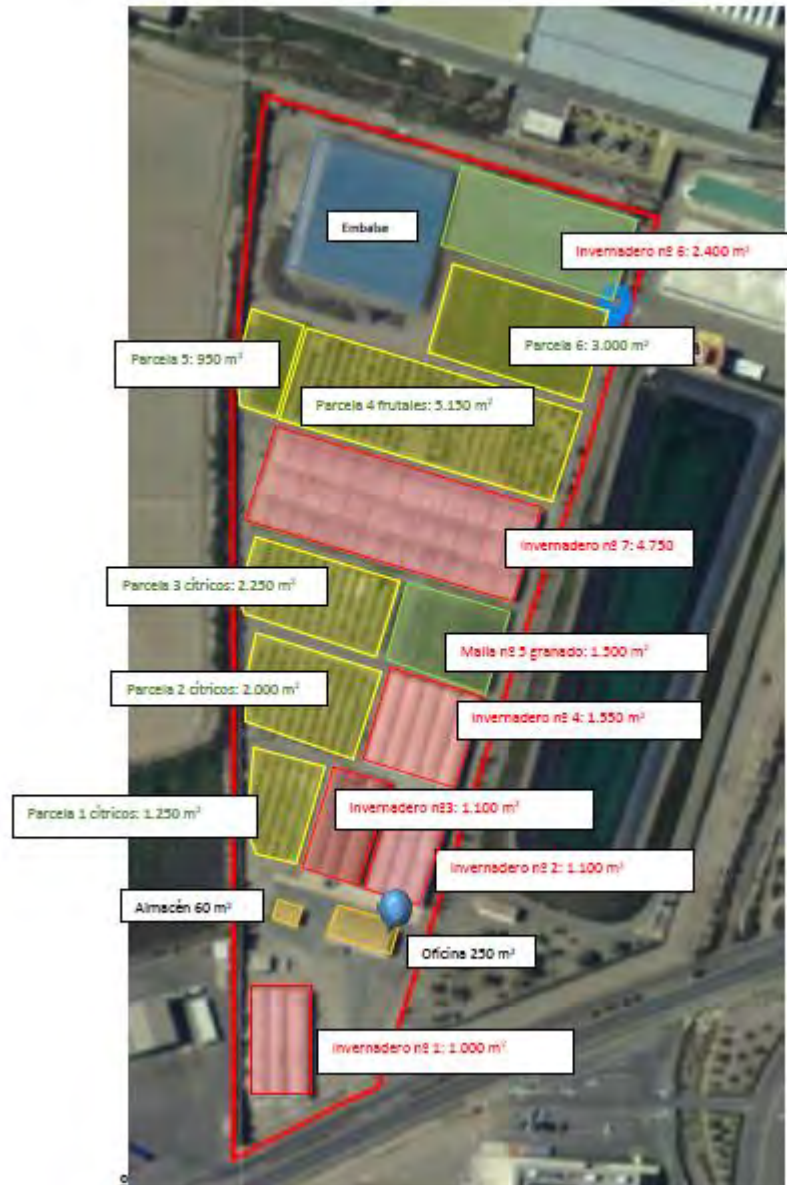 Embalse
Invernadero nº 6: 2.400 m²
Parcela 6: 3.000 m²
Parcela 5: 950 m²
Parcela 4 frutales: 5.150 m²
Invernadero nº 7: 4.750
Parcela 3 cítricos: 2.250 m²
Malla nº 5 granado: 1.500 m²
Parcela 2 cítricos: 2.000 m²
Invernadero nº 4: 1.550 m²
Invernadero nº3: 1.100 m²
Parcela 1 cítricos: 1.250 m²
Invernadero nº 2: 1.100 m²
Almacén 60 m²
Oficina 250 m²
Invernadero nº 1: 1.000 m²